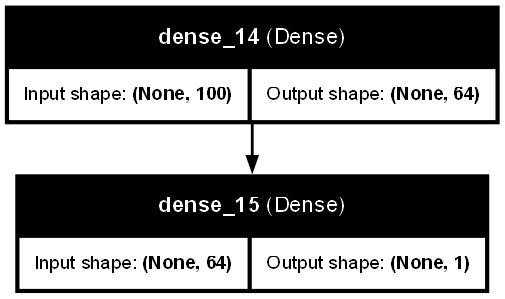 dense_14 (Dense)
Input shape: (None, 100) Output shape: (None, 64)
dense_15 (Dense)
Input shape: (None, 64) Output shape: (None, 1)